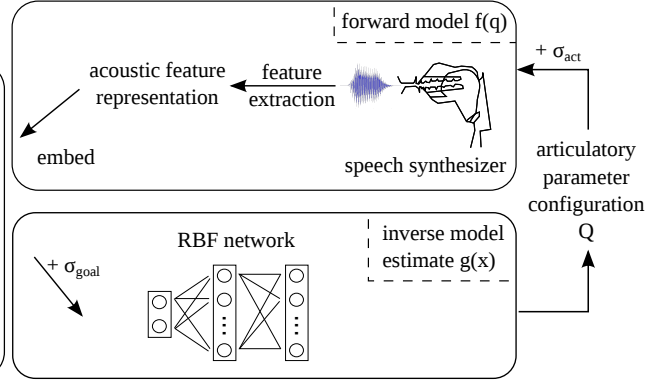 forward model f(q)
+ σact
acoustic feature
representation
feature
extraction
embed
speech synthesizer
articulatory
parameter
configuration
Q
RBF network
inverse model
estimate g(x)
+ σgoal